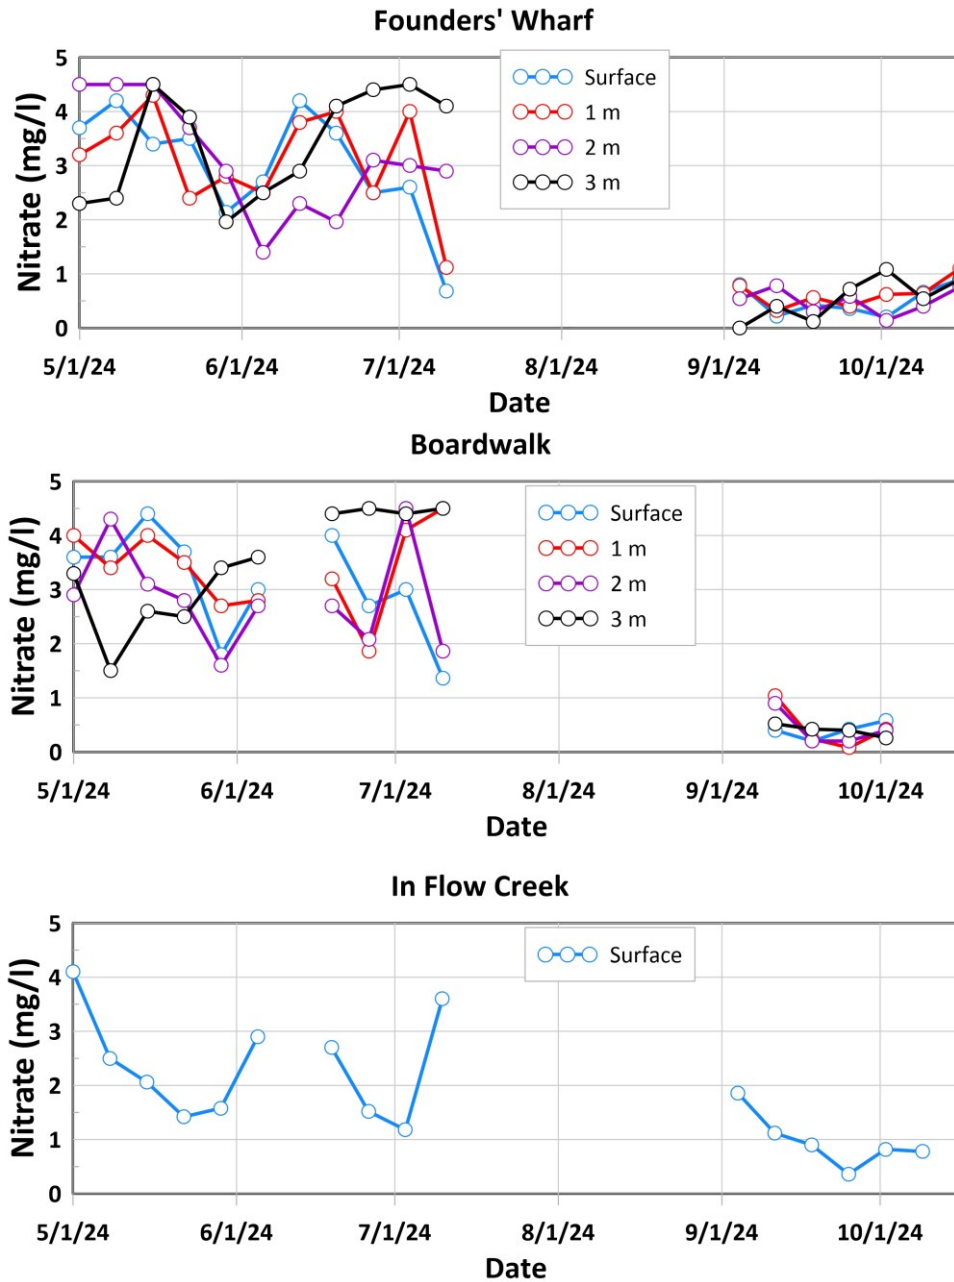 Founders' Wharf
Nitrate (mg/l)
5
4
3
2
1
0
Surface
1 m
2 m
3 m
5/1/24 6/1/24 7/1/24 8/1/24 9/1/24 10/1/24
Date
Boardwalk
Nitrate (mg/l)
5
4
3
2
1
0
Surface
1 m
2 m
3 m
5/1/24 6/1/24 7/1/24 8/1/24 9/1/24 10/1/24
Date
In Flow Creek
Nitrate (mg/l)
5
4
3
2
1
0
Surface
5/1/24 6/1/24 7/1/24 8/1/24 9/1/24 10/1/24
Date